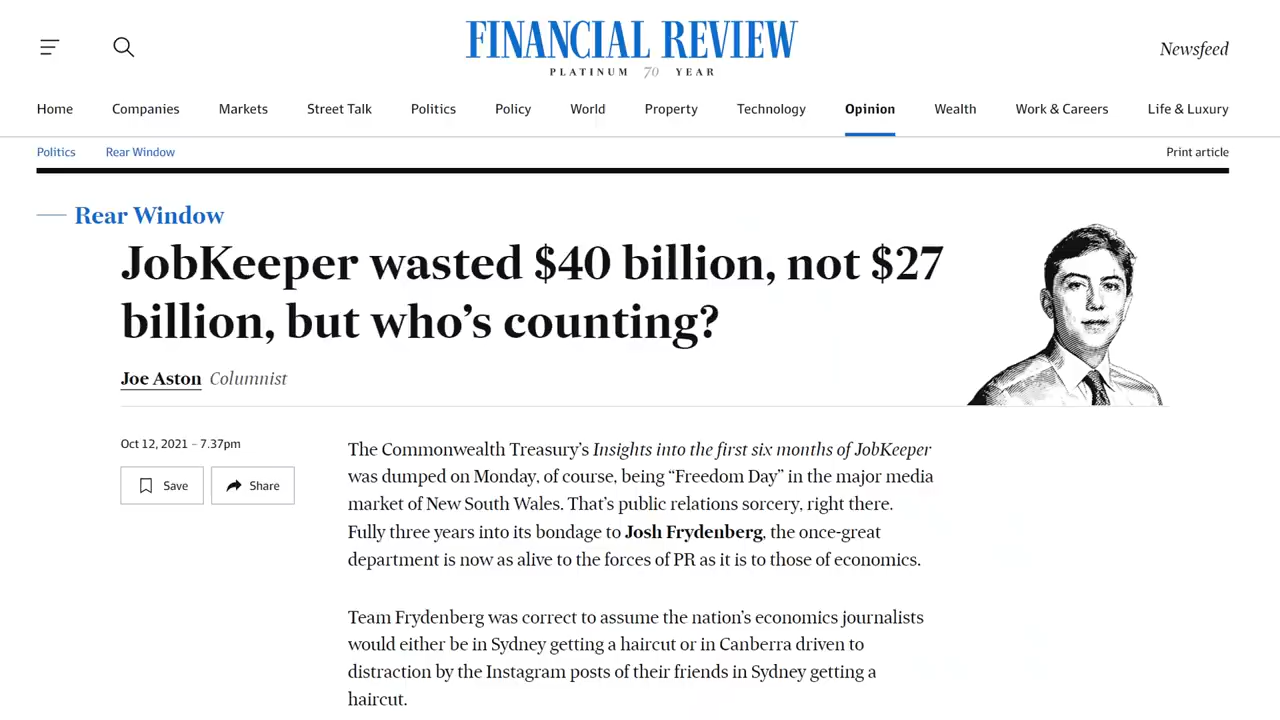 FINANCIAL REVIEW
PLATINUM 70 YEAR
Newsfeed
Home Companies Markets Street Talk Politics Policy World Property Technology Opinion Wealth Work & Careers Life & Luxury
Politics Rear Window Print article
Rear Window
JobKeeper wasted $40 billion, not $27
billion, but who’s counting?
Joe Aston Columnist
Oct 12, 2021 – 7.37pm
Save Share
The Commonwealth Treasury’s Insights into the first six months of JobKeeper
was dumped on Monday, of course, being “Freedom Day” in the major media
market of New South Wales. That’s public relations sorcery, right there.
Fully three years into its bondage to Josh Frydenberg, the once-great
department is now as alive to the forces of PR as it is to those of economics.
Team Frydenberg was correct to assume the nation’s economics journalists
would either be in Sydney getting a haircut or in Canberra driven to
distraction by the Instagram posts of their friends in Sydney getting a
haircut.